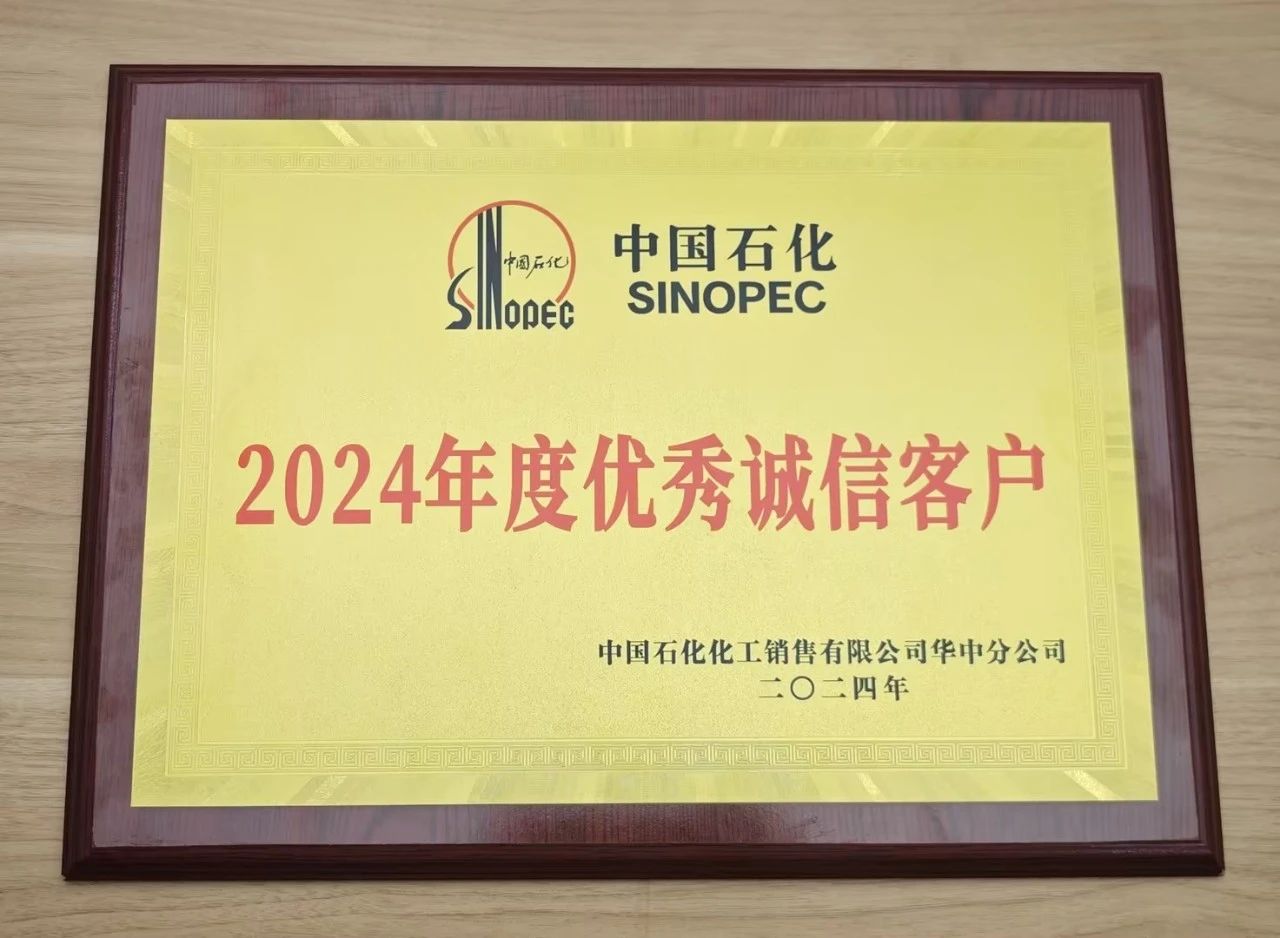 中国石化
SINOPEC
中国石化
SINOPEC
2024年度优秀诚信客户
中国石化化工销售有限公司华中分公司
二〇二四年